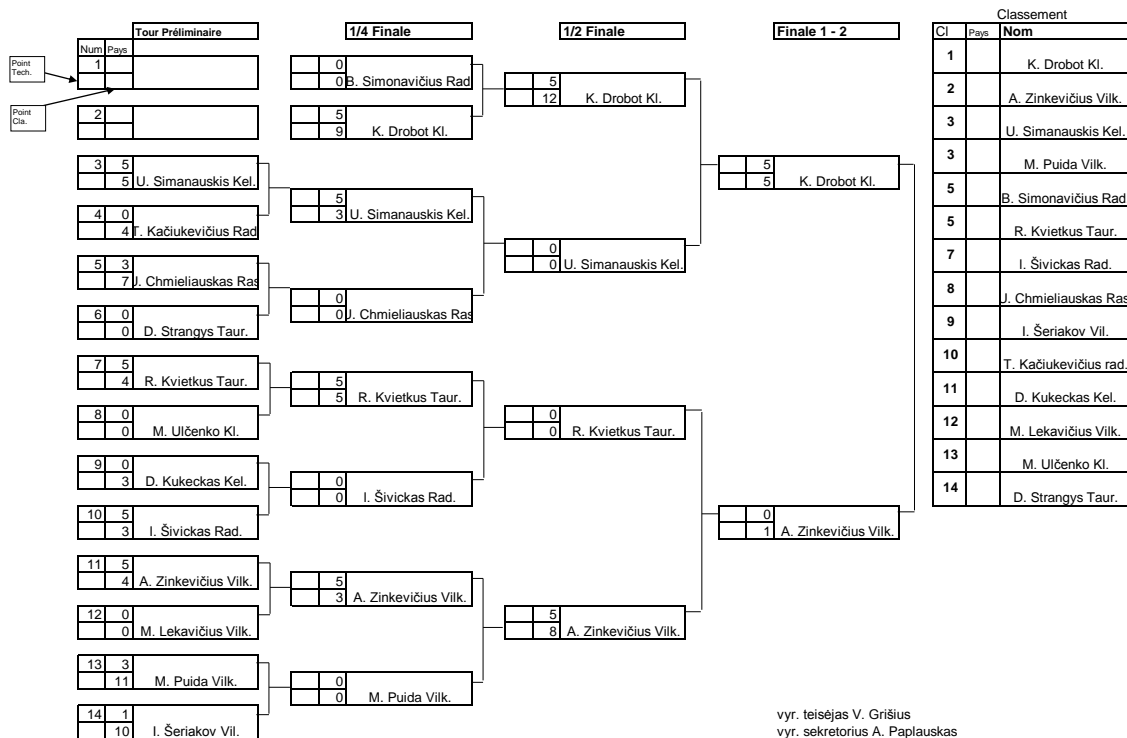 Classement
Tour Préliminaire 1/4 Finale 1/2 Finale Finale 1 - 2 Cl Pays Nom
Num Pays
Point Tech.
Point Cla.
1
2
3 5
5 U. Simanauskis Kel.
4 0
4 T. Kačiukevičius Rad
5 3
7 J. Chmieliauskas Ras
6 0
0 D. Strangys Taur.
7 5
4 R. Kvietkus Taur.
8 0
0 M. Ulčenko Kl.
9 0
3 D. Kukeckas Kel.
10 5
3 I. Šivickas Rad.
11 5
4 A. Zinkevičius Vilk.
12 0
0 M. Lekavičius Vilk.
13 3
11 M. Puida Vilk.
14 1
10 I. Šeriakov Vil.
0
0 B. Simonavičius Rad
5
9 K. Drobot Kl.
5
3 U. Simanauskis Kel.
0
0 J. Chmieliauskas Ras
5
5 R. Kvietkus Taur.
0
0 I. Šivickas Rad.
5
3 A. Zinkevičius Vilk.
0
0 M. Puida Vilk.
5
12 K. Drobot Kl.
0
0 U. Simanauskis Kel.
0
0 R. Kvietkus Taur.
5
8 A. Zinkevičius Vilk.
5
5 K. Drobot Kl.
0
1 A. Zinkevičius Vilk.
1 K. Drobot Kl.
2 A. Zinkevičius Vilk.
3 U. Simanauskis Kel.
3 M. Puida Vilk.
5 B. Simonavičius Rad
5 R. Kvietkus Taur.
7 I. Šivickas Rad.
8 J. Chmieliauskas Ras
9 I. Šeriakov Vil.
10 T. Kačiukevičius rad.
11 D. Kukeckas Kel.
12 M. Lekavičius Vilk.
13 M. Ulčenko Kl.
14 D. Strangys Taur.
vyr. teisėjas V. Grišius
vyr. sekretorius A. Paplauskas